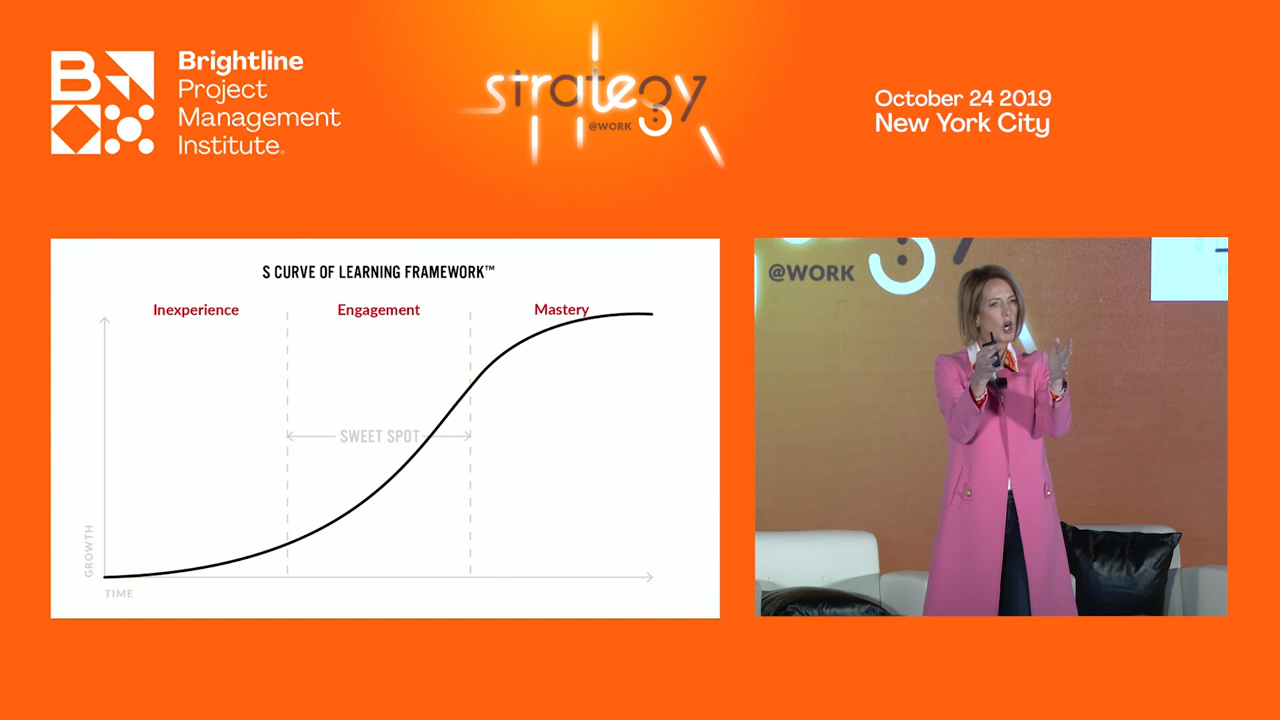 Brightline
Project
Management
Institute.
strategy
@WORK
October 24 2019
New York City
S CURVE OF LEARNING FRAMEWORK™
Inexperience
Engagement
Mastery
SWEET SPOT
GROWTH
TIME
@WORK